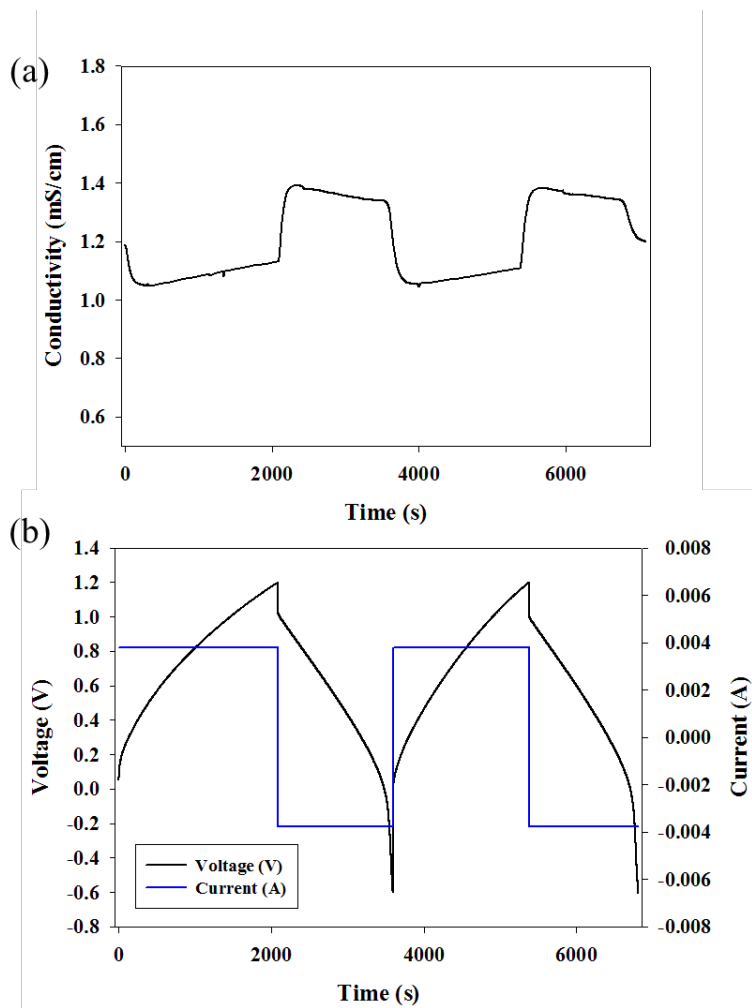 (a)
1.8
1.6
1.4
1.2
1.0
0.8
0.6
Conductivity (mS/cm)
0 2000 4000 6000
Time (s)
(b)
1.4 0.008
1.2 0.006
1.0
0.8 0.004
0.6 0.002
0.4
0.2 0.000
0.0 -0.002
-0.2
-0.4 -0.004
-0.6 -0.006
-0.8 -0.008
Voltage (V)
Current (A)
Voltage (V)
Current (A)
0 2000 4000 6000
Time (s)